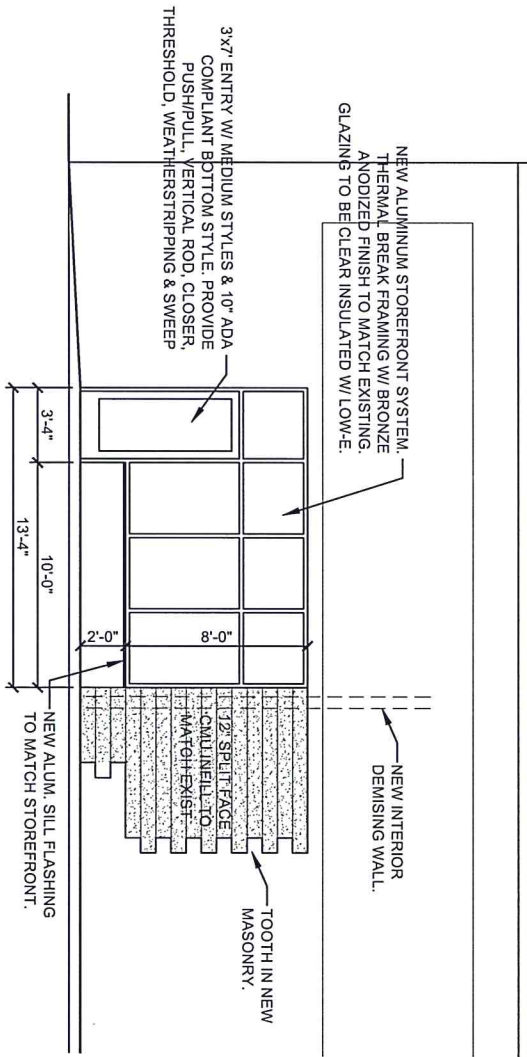 NEW ALUMINUM STOREFRONT SYSTEM.
THERMAL BREAK FRAMING W/ BRONZE
ANODIZED FINISH TO MATCH EXISTING.
GLAZING TO BE CLEAR INSULATED W/ LOW-E.
3'x7' ENTRY W/ MEDIUM STYLES & 10" ADA
COMPLIANT BOTTOM STYLE. PROVIDE
PUSH/PULL, VERTICAL ROD, CLOSER,
THRESHOLD, WEATHERSTRIPPING & SWEEP
NEW INTERIOR
DEMISING WALL.
TOOTH IN NEW
MASONRY.
12" SPLIT FACE
CMU INFILL TO
MATCH EXIST.
8'-0"
2'-0"
3'-4"
10'-0"
13'-4"
NEW ALUM. SILL FLASHING
TO MATCH STOREFRONT.